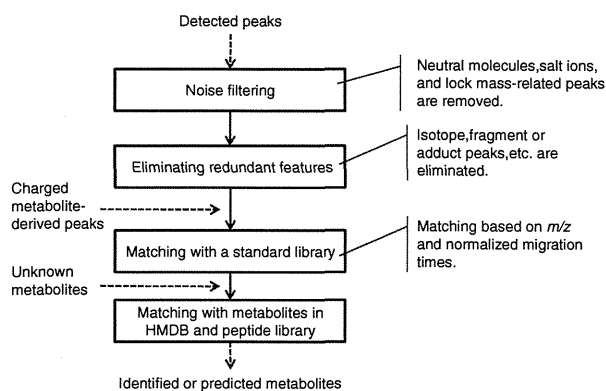 Detected peaks
Noise filtering
Neutral molecules,salt ions,
and lock mass-related peaks
are removed.
Eliminating redundant features
Isotope,fragment or
adduct peaks,etc. are
eliminated.
Charged
metabolite-
derived peaks
Matching with a standard library
Matching based on m/z
and normalized migration
times.
Unknown
metabolites
Matching with metabolites in
HMDB and peptide library
Identified or predicted metabolites